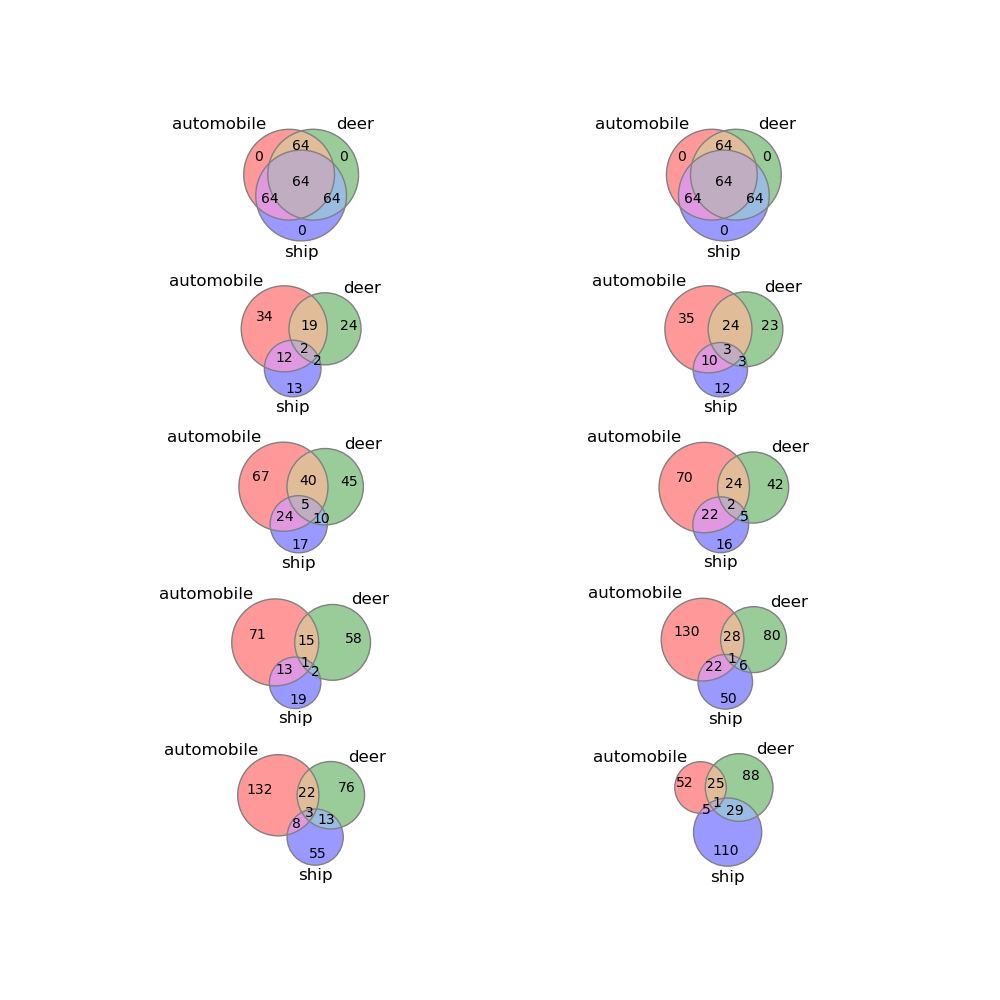 automobile deer
0 64 0
64
64 64
0
ship
automobile deer
0 64 0
64
64 64
0
ship
automobile deer
34 19 24
2
12 2
13
ship
automobile deer
35 24 23
3
10 3
12
ship
automobile deer
67 40 45
5
24 10
17
ship
automobile deer
70 24 42
2
22 5
16
ship
automobile deer
71 15 58
1
13 2
19
ship
automobile deer
130 28 80
1
22 6
50
ship
automobile deer
132 22 76
3
8 13
55
ship
automobile deer
52 25 88
1
5 29
110
ship